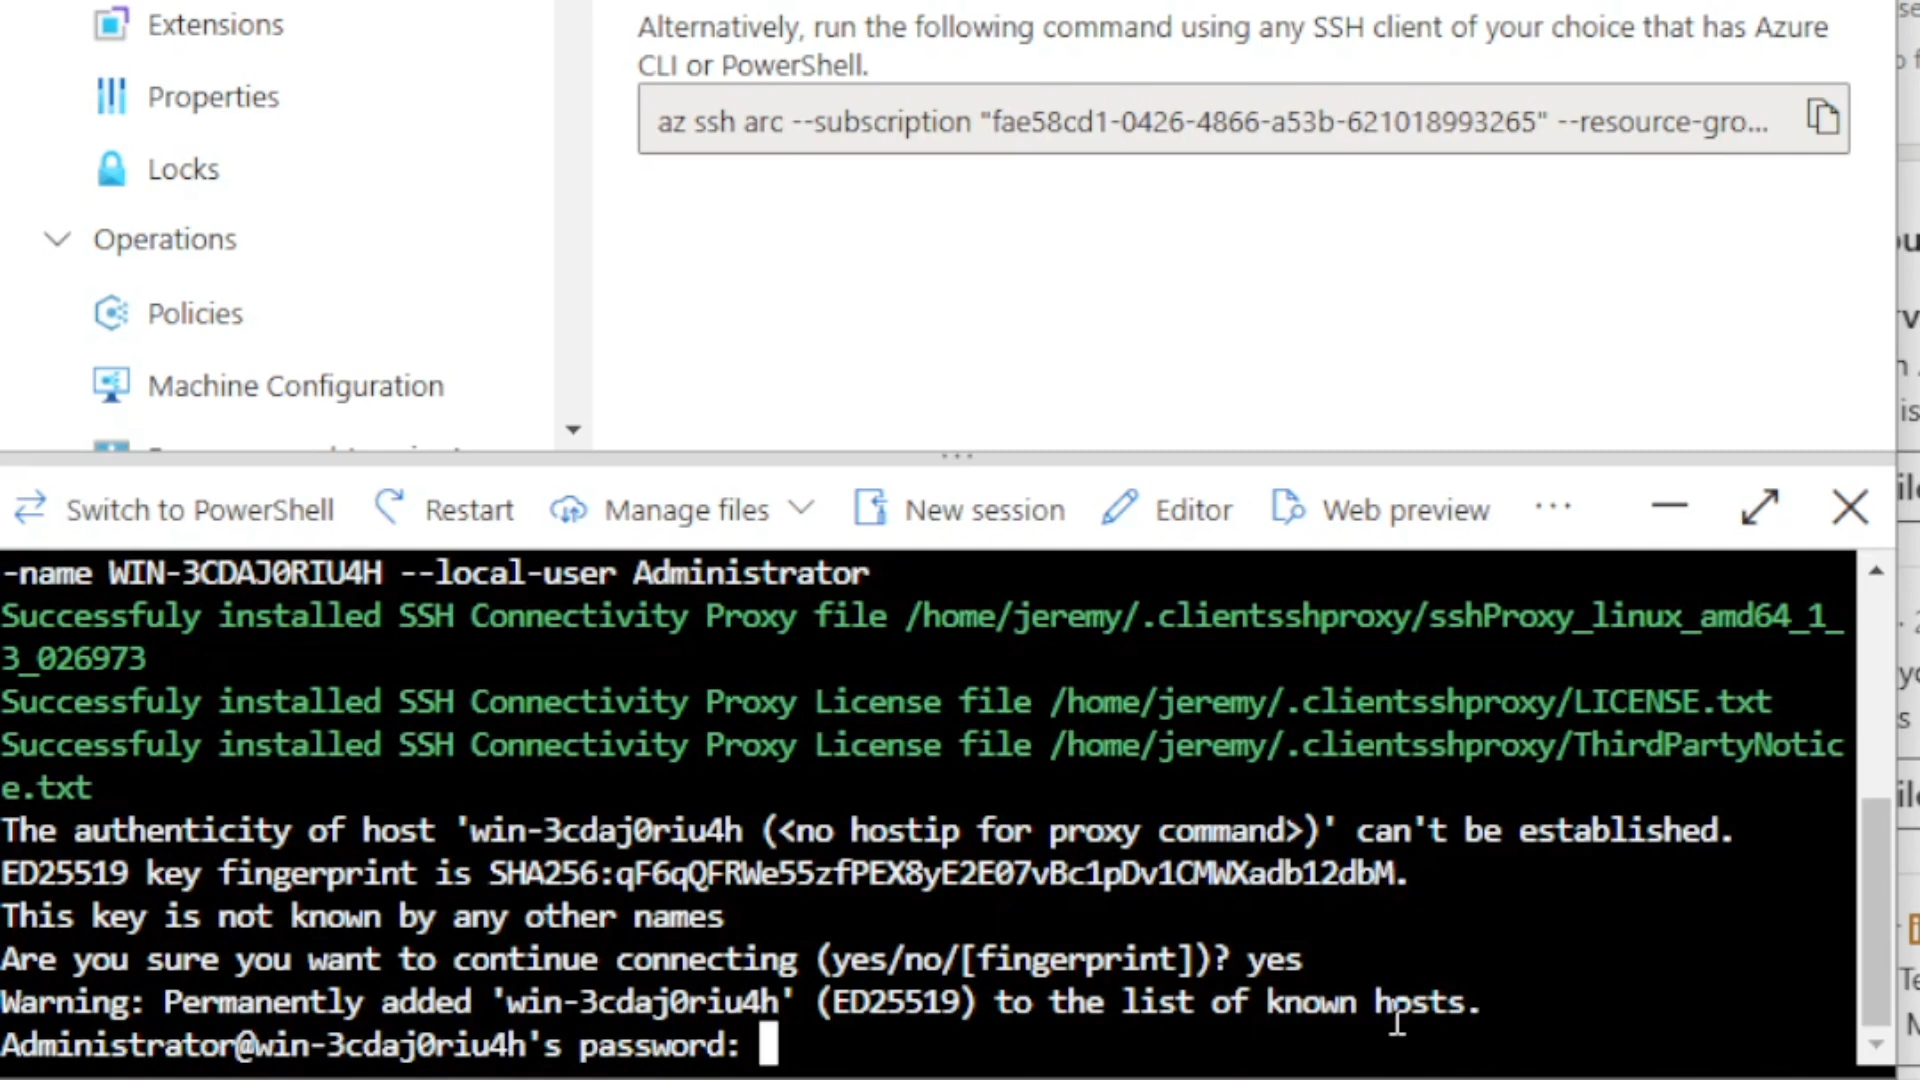 Extensions
Alternatively, run the following command using any SSH client of your choice that has Azure
CLI or PowerShell.
Properties
az ssh arc --subscription "fae58cd1-0426-4866-a53b-621018993265" --resource-gro...
Locks
Operations
Policies
Machine Configuration
Switch to PowerShell
Restart
Manage files
New session
Editor
Web preview
-name WIN-3CDAJ0RIU4H --local-user Administrator
Successfuly installed SSH Connectivity Proxy file /home/jeremy/.clientsshproxy/sshProxy_linux_amd64_1_
3_026973
Successfuly installed SSH Connectivity Proxy License file /home/jeremy/.clientsshproxy/LICENSE.txt
Successfuly installed SSH Connectivity Proxy License file /home/jeremy/.clientsshproxy/ThirdPartyNotic
e.txt
The authenticity of host 'win-3cdaj0riu4h (<no hostip for proxy command>)' can't be established.
ED25519 key fingerprint is SHA256:qF6qQFRWe55zfPEX8yE2E07vBc1pDv1CMWXadb12dbM.
This key is not known by any other names
Are you sure you want to continue connecting (yes/no/[fingerprint])? yes
Warning: Permanently added 'win-3cdaj0riu4h' (ED25519) to the list of known hosts.
Administrator@win-3cdaj0riu4h's password: